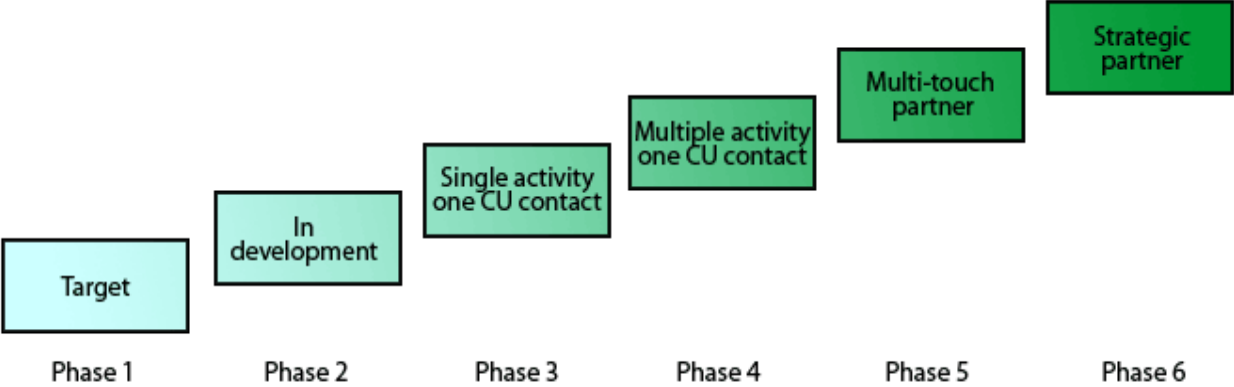 Strategic
partner
Multi-touch
partner
Multiple activity
one CU contact
Single activity
one CU contact
In
development
Target
Phase 1
Phase 2
Phase 3
Phase 4
Phase 5
Phase 6